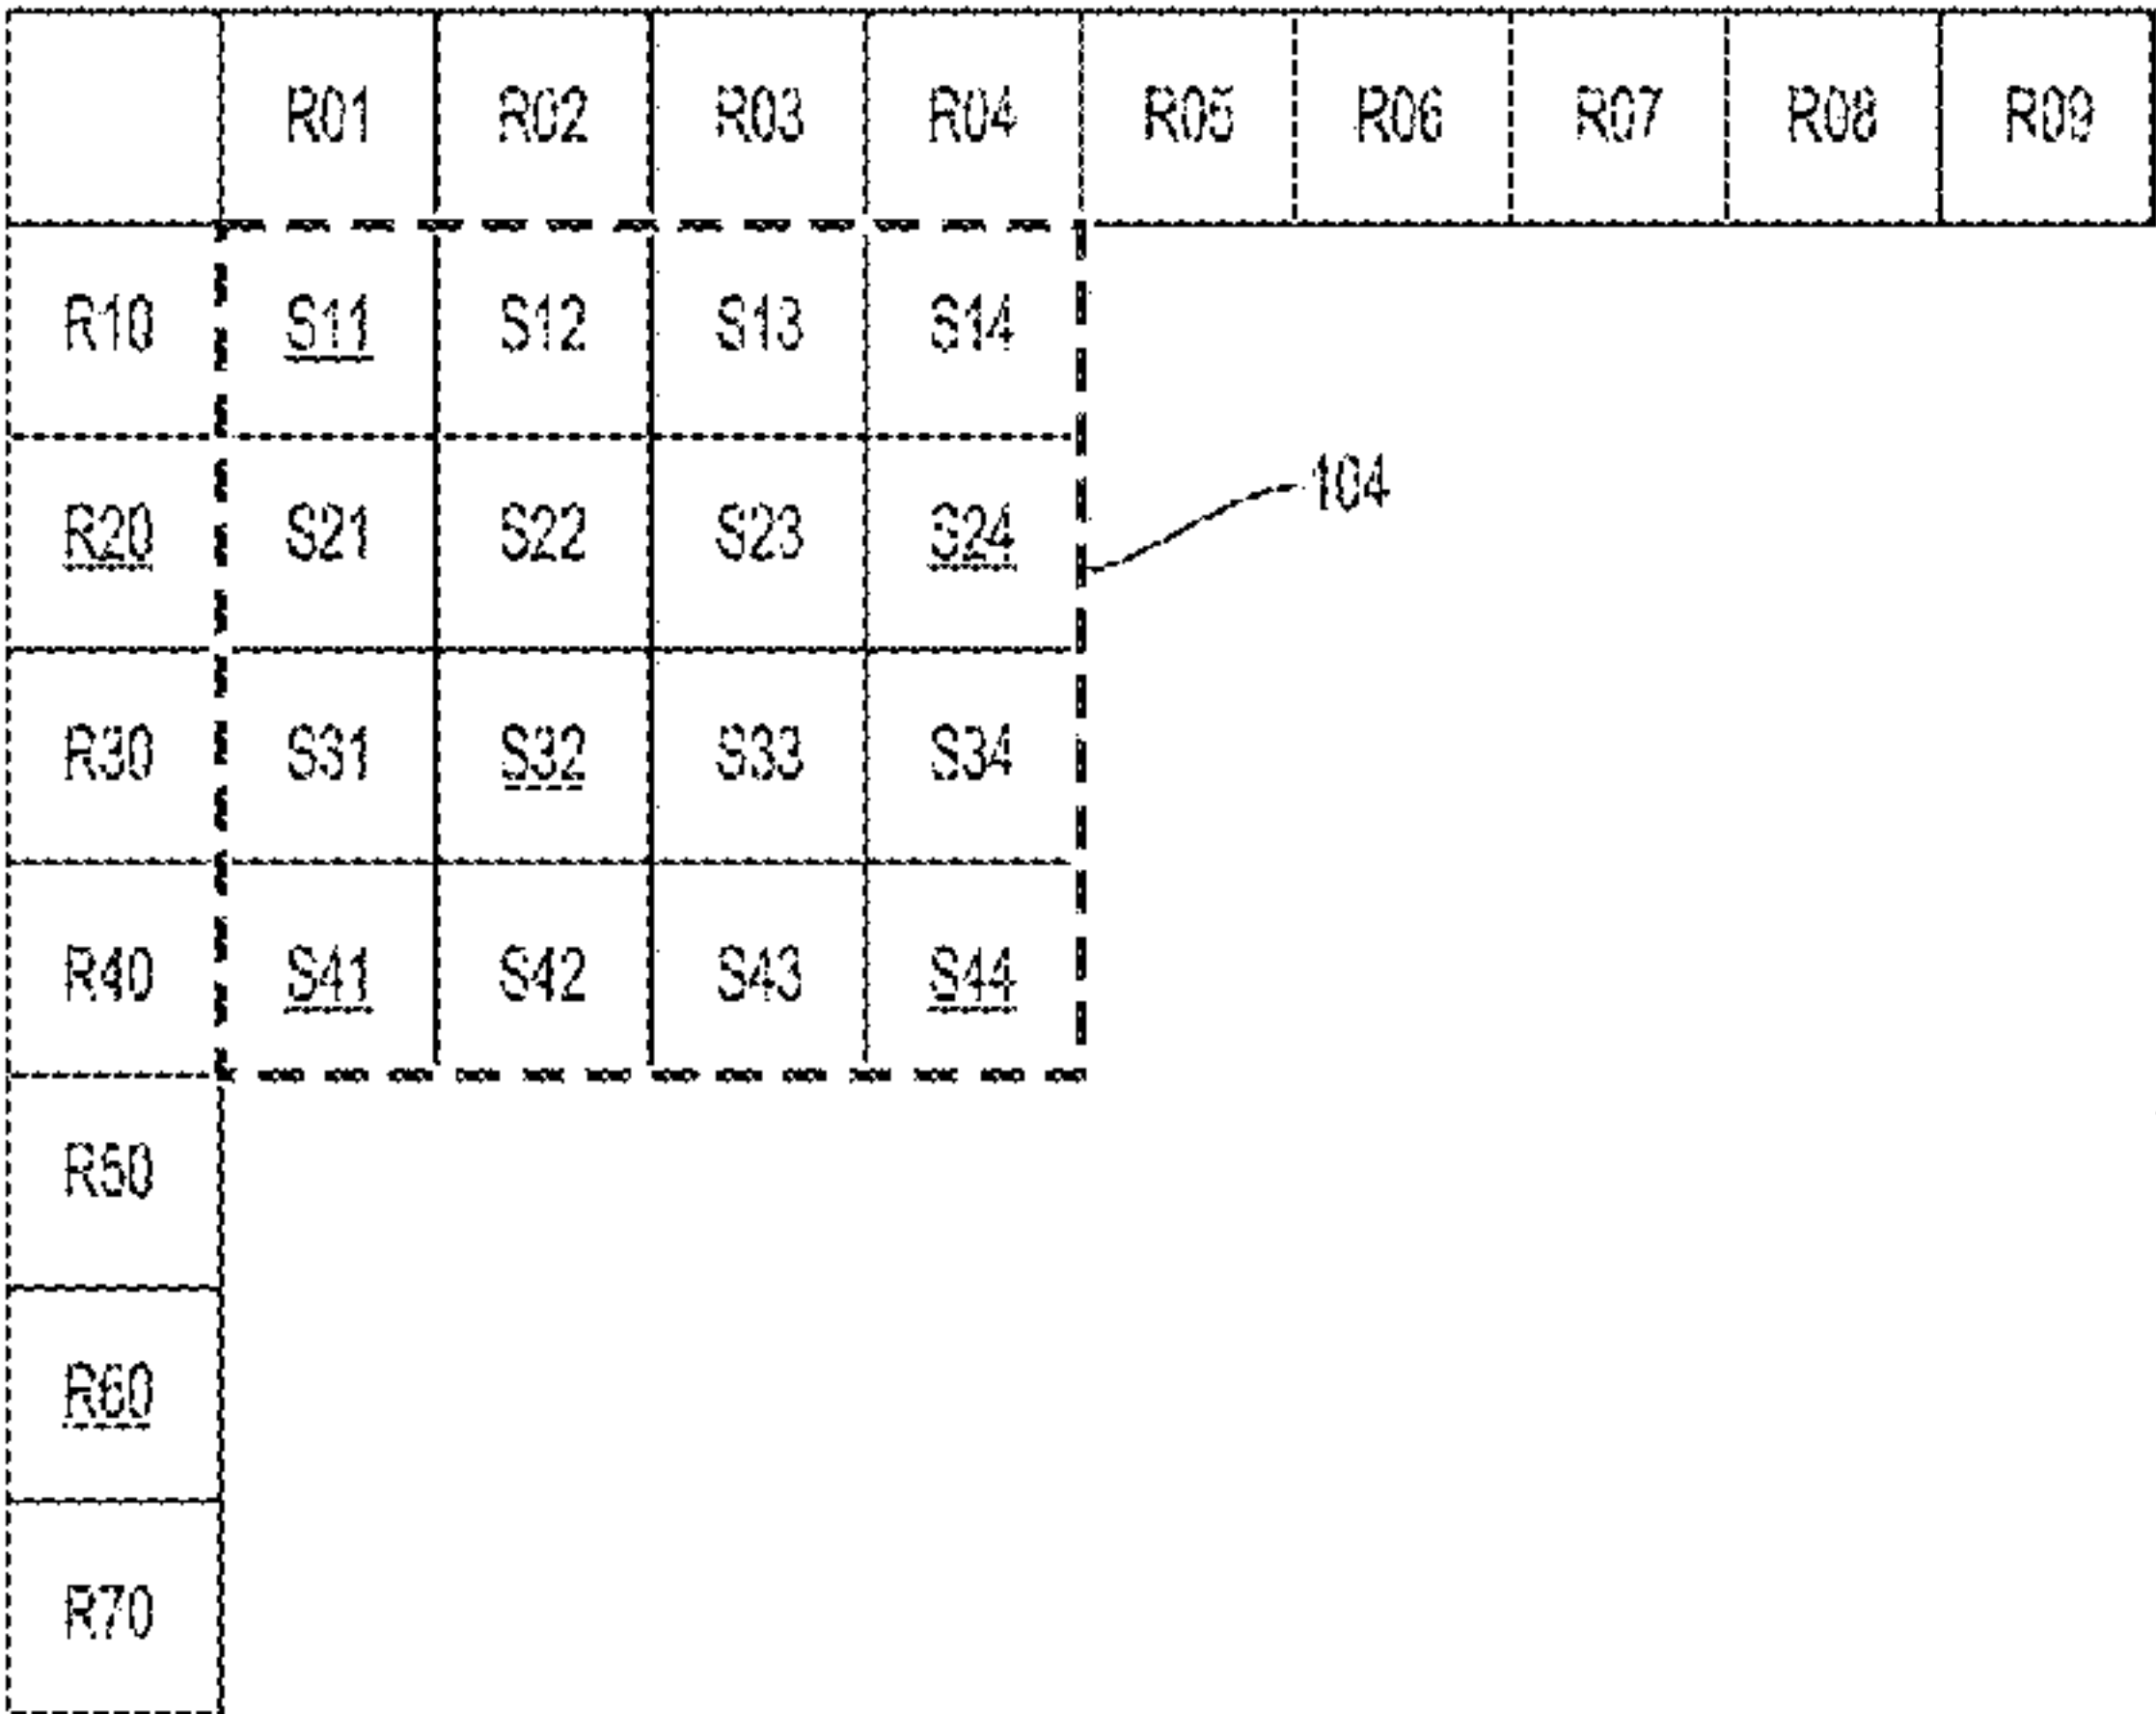 R01 R02 R03 R04 R05 R06 R07 R08 R09
R10 S11 S12 S13 S14
104
R20 S21 S22 S23 S24
R30 S31 S32 S33 S34
R40 S41 S42 S43 S44
R50
R60
R70